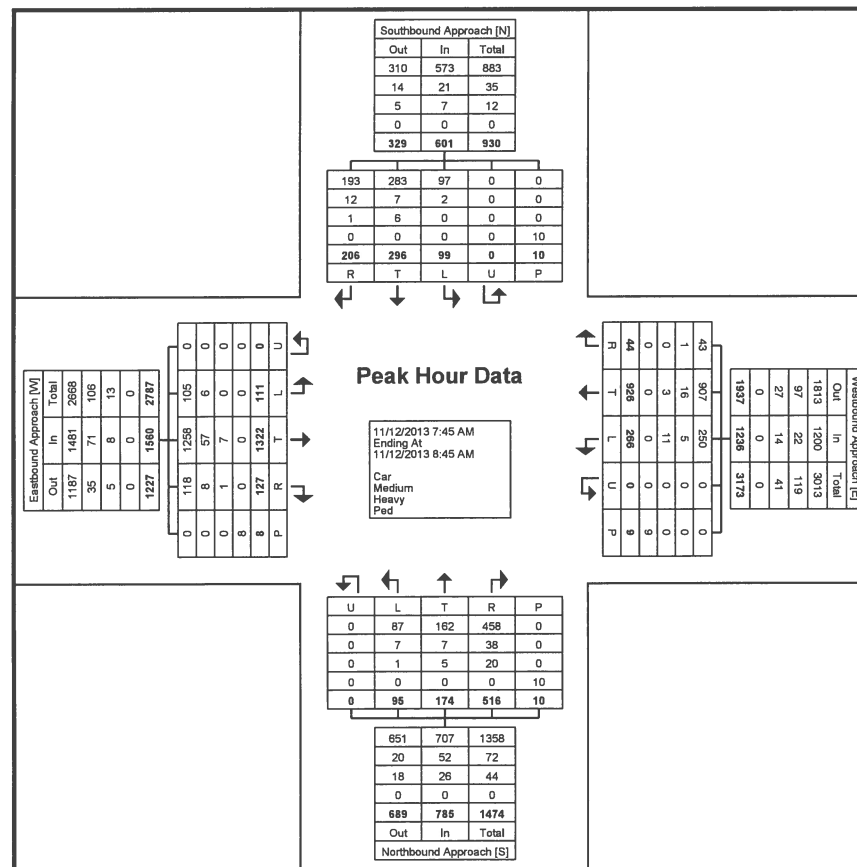 Southbound Approach [N]
Out In Total
310 573 883
14 21 35
5 7 12
0 0 0
329 601 930
193 283 97 0 0
12 7 2 0 0
1 6 0 0 0
0 0 0 0 10
206 296 99 0 10
R T L U P
Eastbound Approach [W]
Out In Total
1187 1481 2668
35 71 106
5 8 13
0 0 0
1227 1560 2787
0 118 1258 105 0
0 8 57 6 0
0 1 7 0 0
8 0 0 0 0
8 127 1322 111 0
P R T L U
Peak Hour Data
11/12/2013 7:45 AM
Ending At
11/12/2013 8:45 AM
Car
Medium
Heavy
Ped
Westbound Approach [E]
Out In Total
1813 1200 3013
97 22 119
27 14 41
0 0 0
1937 1236 3173
43 907 250 0 0
1 16 5 0 0
0 3 11 0 0
0 0 0 0 9
44 926 266 0 9
R T L U P
U L T R P
0 87 162 458 0
0 7 7 38 0
0 1 5 20 0
0 0 0 0 10
0 95 174 516 10
651 707 1358
20 52 72
18 26 44
0 0 0
689 785 1474
Out In Total
Northbound Approach [S]